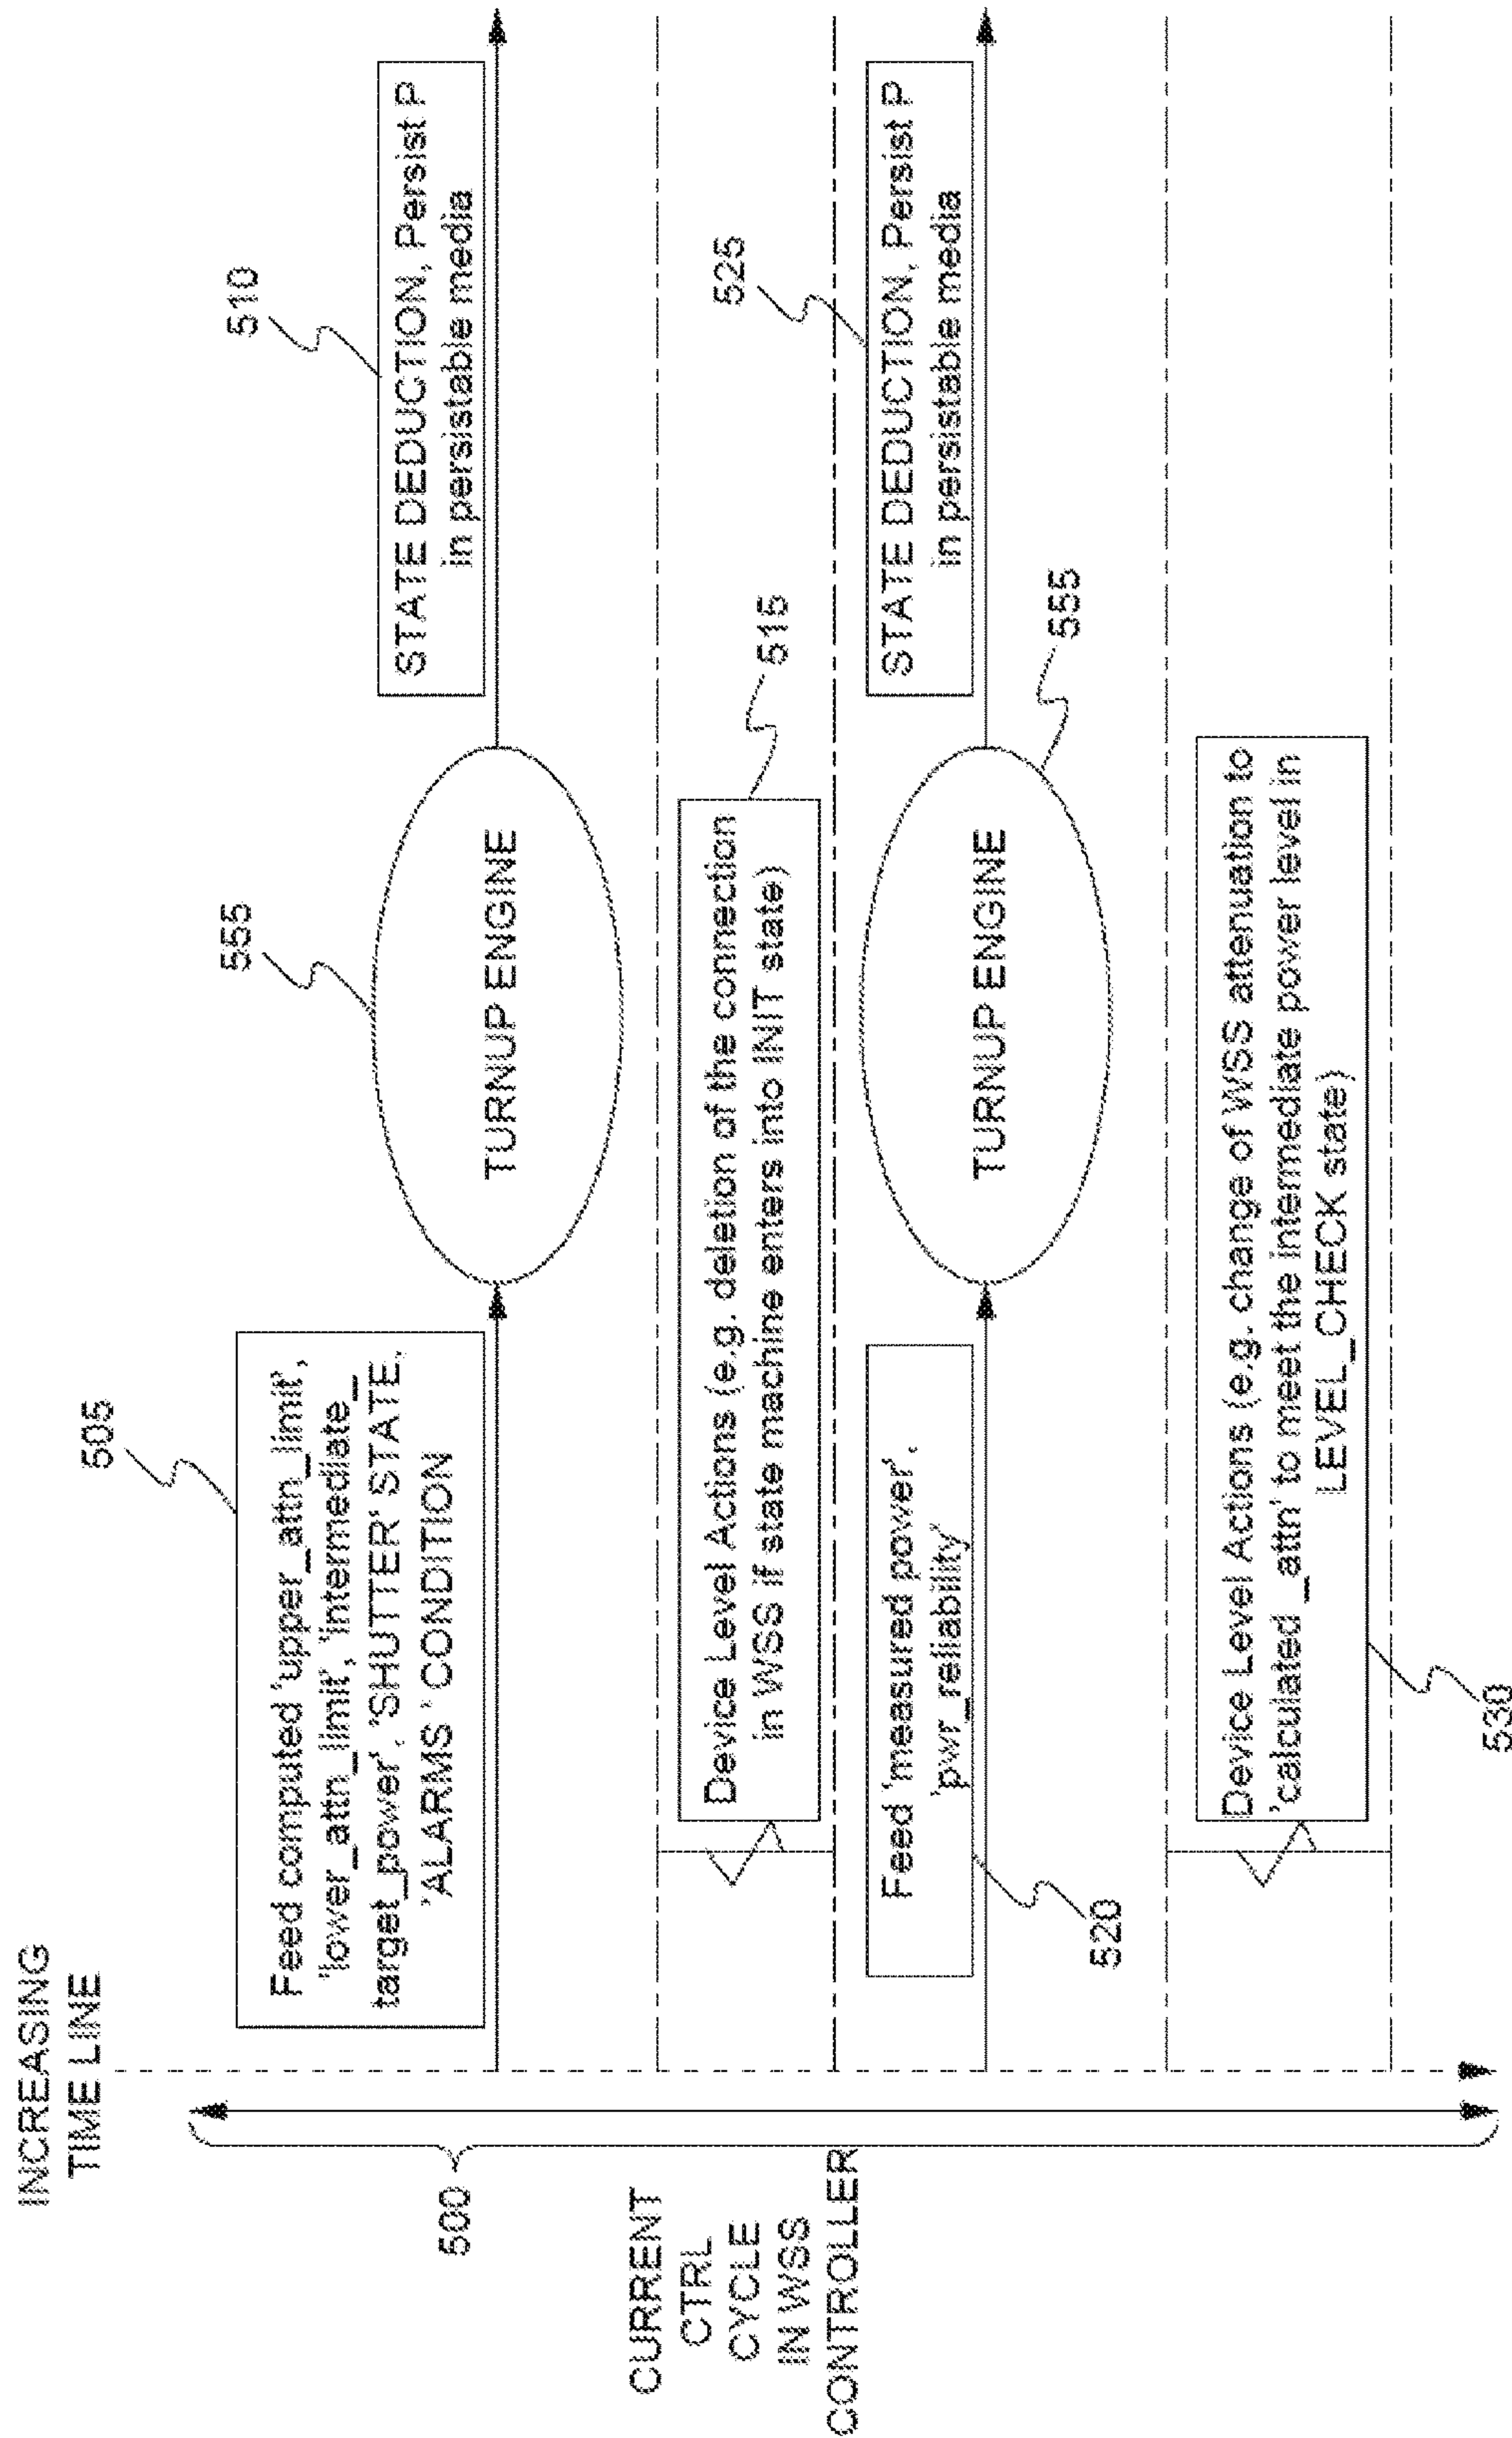 INCREASING
TIME LINE
500
CURRENT
CTRL
CYCLE
IN WSS
CONTROLLER
505
Feed computed 'upper_attn_limit',
'lower_attn_limit', 'intermediate_
target_power', 'SHUTTER' STATE,
'ALARMS ' CONDITION
555
TURNUP ENGINE
510
STATE DEDUCTION, Persist P
in persistable media
515
Device Level Actions (e.g. deletion of the connection
in WSS if state machine enters into INIT state)
520
Feed 'measured power',
'pwr_reliability'
TURNUP ENGINE
555
525
STATE DEDUCTION, Persist P
in persistable media
Device Level Actions (e.g. change of WSS attenuation to
'calculated _attn' to meet the intermediate power level in
LEVEL_CHECK state)
530